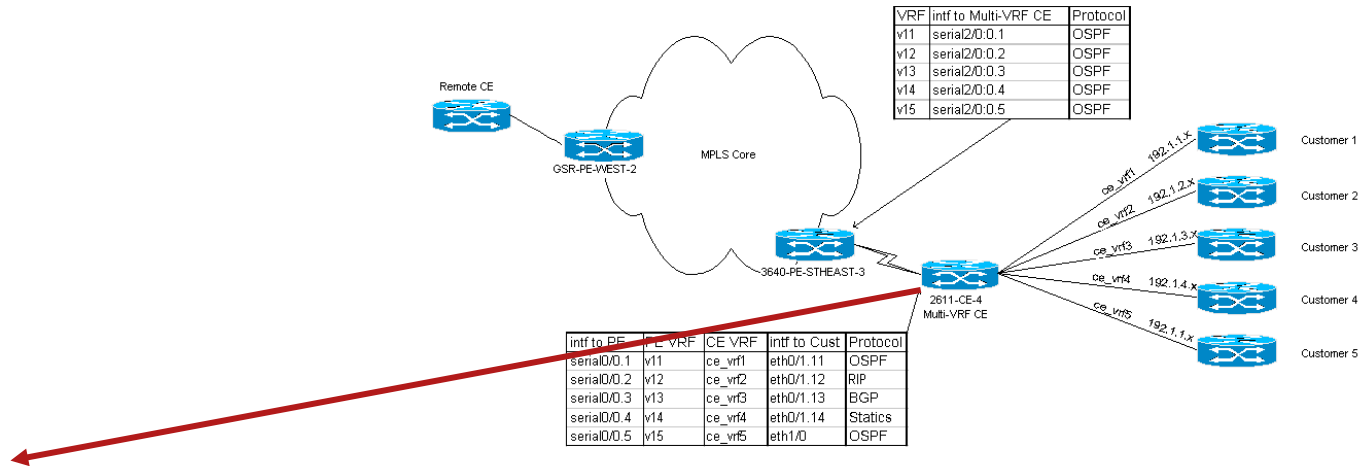 VRF intf to Multi-VRF CE Protocol
v11 serial2/0:0.1 OSPF
v12 serial2/0:0.2 OSPF
v13 serial2/0:0.3 OSPF
v14 serial2/0:0.4 OSPF
v15 serial2/0:0.5 OSPF
Remote CE
GSR-PE-WEST-2
MPLS Core
3640-PE-STHEAST-3
2611-CE-4
Multi-VRF CE
ce_vrf1 192.1.1.x
Customer 1
ce_vrf2 192.1.2.x
Customer 2
ce_vrf3 192.1.3.x
Customer 3
ce_vrf4 192.1.4.x
Customer 4
ce_vrf5 192.1.1.x
Customer 5
intf to PE PE VRF CE VRF intf to Cust Protocol
serial0/0.1 v11 ce_vrf1 eth0/1.11 OSPF
serial0/0.2 v12 ce_vrf2 eth0/1.12 RIP
serial0/0.3 v13 ce_vrf3 eth0/1.13 BGP
serial0/0.4 v14 ce_vrf4 eth0/1.14 Statics
serial0/0.5 v15 ce_vrf5 eth1/0 OSPF